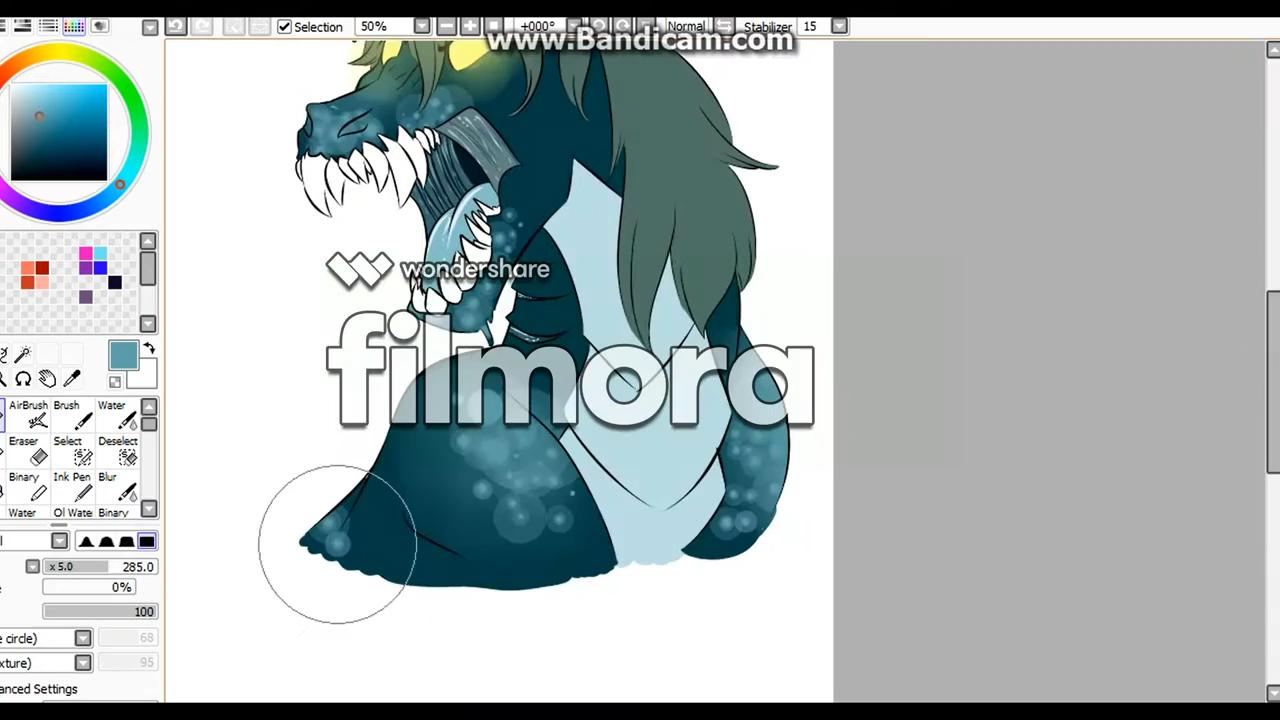 Selection 50% +000° Normal Stabilizer 15
www.Bandicam.com
wondershare
filmora
AirBrush Brush Water
Eraser Select Deselect
Binary Ink Pen Blur
Water Ol Wate Binary
x 5.0 285.0
0%
100
e circle) 68
xture) 95
anced Settings